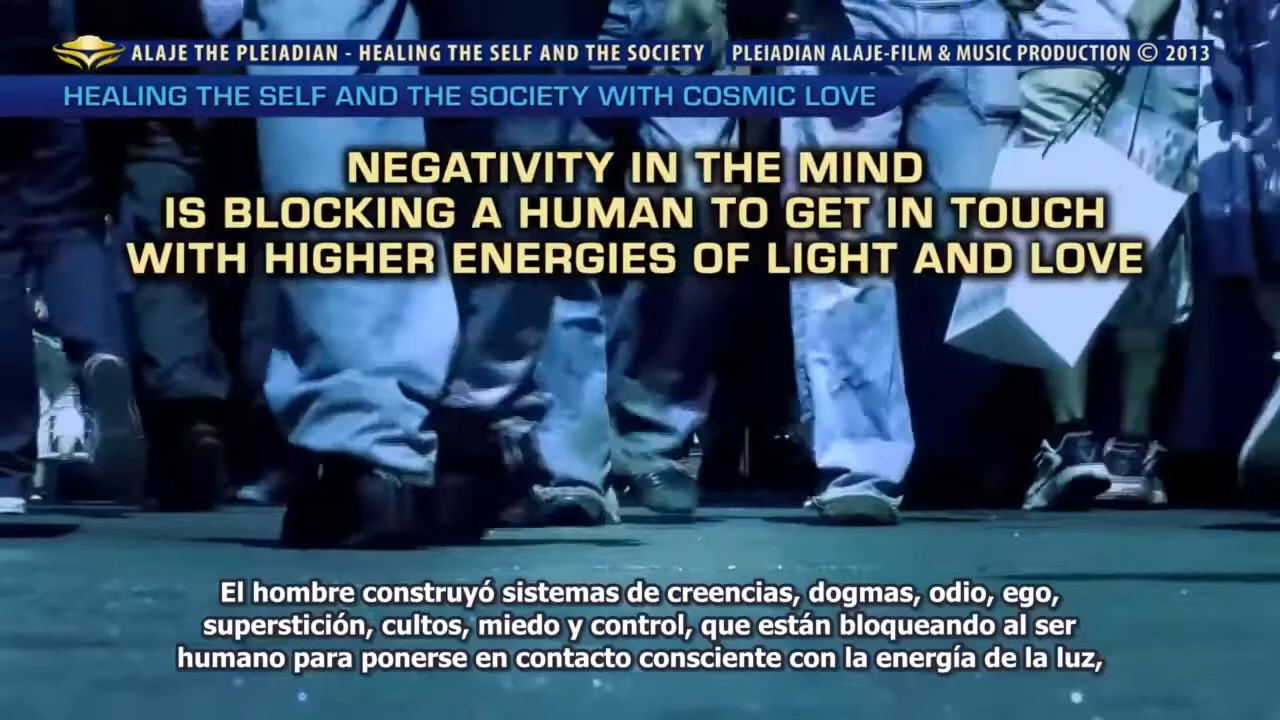 ALAJE THE PLEIADIAN - HEALING THE SELF AND THE SOCIETY
PLEIADIAN ALAJE-FILM & MUSIC PRODUCTION © 2013
HEALING THE SELF AND THE SOCIETY WITH COSMIC LOVE
NEGATIVITY IN THE MIND
IS BLOCKING A HUMAN TO GET IN TOUCH
WITH HIGHER ENERGIES OF LIGHT AND LOVE
El hombre construyó sistemas de creencias, dogmas, odio, ego,
superstición, cultos, miedo y control, que están bloqueando al ser
humano para ponerse en contacto consciente con la energía de la luz,